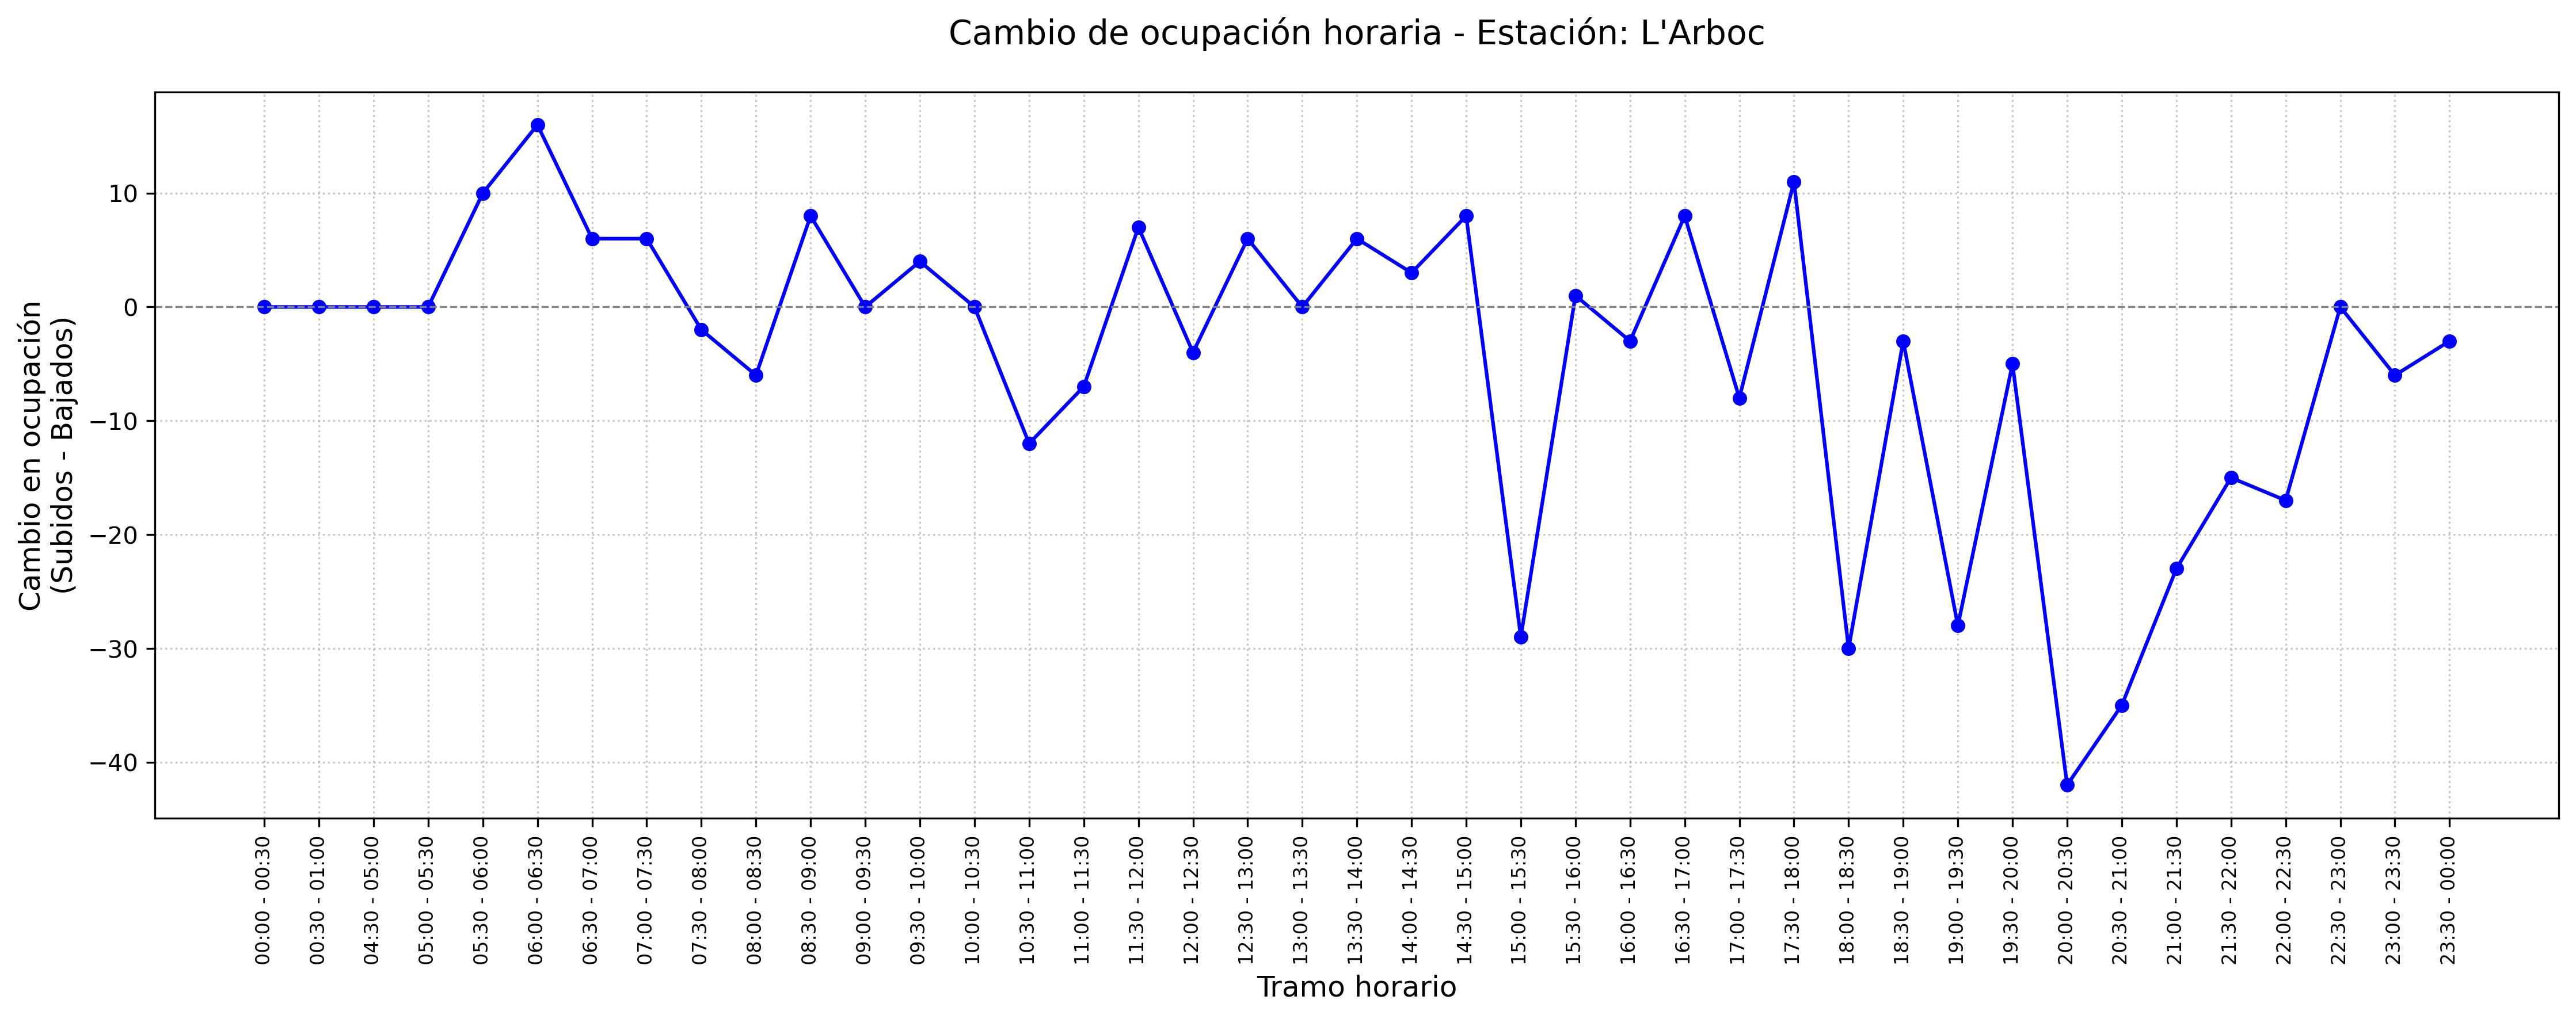 Cambio de ocupación horaria - Estación: L'Arboc
Cambio en ocupación
(Subidos - Bajados)
10
0
−10
−20
−30
−40
00:00 - 00:30
00:30 - 01:00
04:30 - 05:00
05:00 - 05:30
05:30 - 06:00
06:00 - 06:30
06:30 - 07:00
07:00 - 07:30
07:30 - 08:00
08:00 - 08:30
08:30 - 09:00
09:00 - 09:30
09:30 - 10:00
10:00 - 10:30
10:30 - 11:00
11:00 - 11:30
11:30 - 12:00
12:00 - 12:30
12:30 - 13:00
13:00 - 13:30
13:30 - 14:00
14:00 - 14:30
14:30 - 15:00
15:00 - 15:30
15:30 - 16:00
16:00 - 16:30
16:30 - 17:00
17:00 - 17:30
17:30 - 18:00
18:00 - 18:30
18:30 - 19:00
19:00 - 19:30
19:30 - 20:00
20:00 - 20:30
20:30 - 21:00
21:00 - 21:30
21:30 - 22:00
22:00 - 22:30
22:30 - 23:00
23:00 - 23:30
23:30 - 00:00
Tramo horario